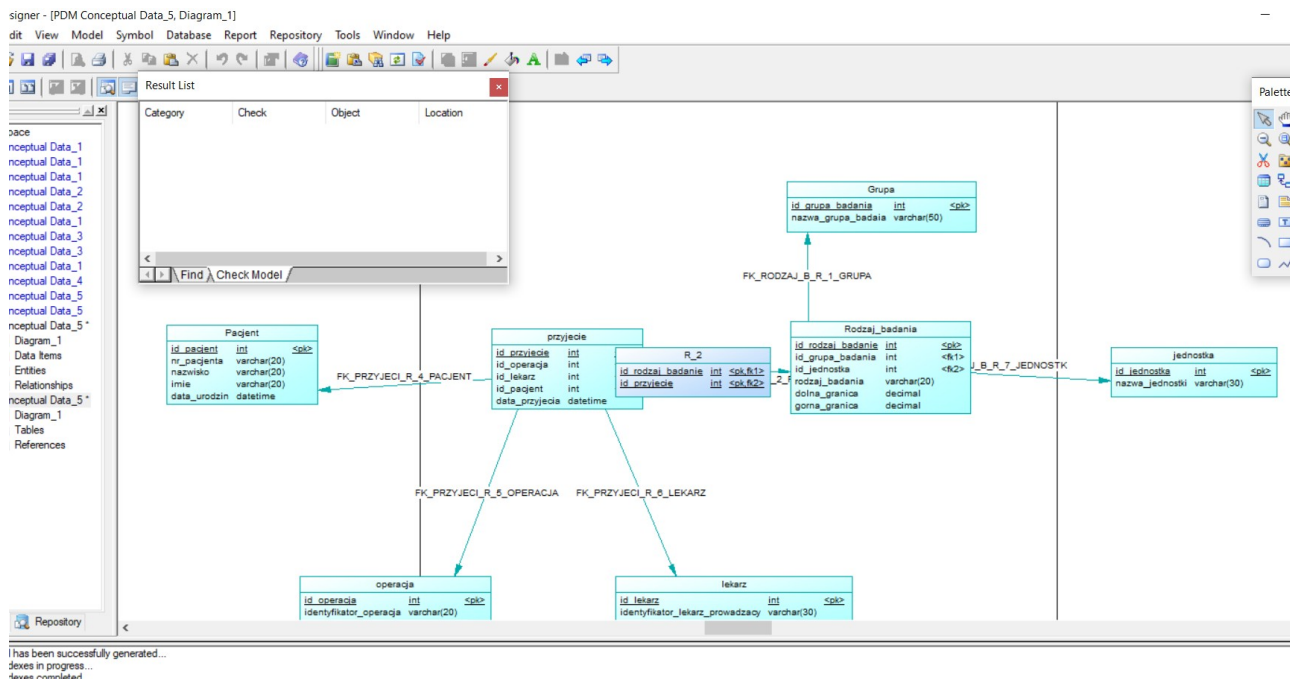 signer - [PDM Conceptual Data_5, Diagram_1]
dit View Model Symbol Database Report Repository Tools Window Help
Result List
Category Check Object Location
Find Check Model
Palette
pace
nceptual Data_1
nceptual Data_1
nceptual Data_1
nceptual Data_2
nceptual Data_2
nceptual Data_1
nceptual Data_3
nceptual Data_3
nceptual Data_1
nceptual Data_4
nceptual Data_5
nceptual Data_5
nceptual Data_5 *
Diagram_1
Data Items
Entities
Relationships
nceptual Data_5 *
Diagram_1
Tables
References
Repository
Grupa
id_grupa_badania int <pk>
nazwa_grupa_badaia varchar(50)
FK_RODZAJ_B_R_1_GRUPA
Pacjent
id_pacjent int <pk>
nr_pacjenta varchar(20)
nazwisko varchar(20)
imie varchar(20)
data_urodzin datetime
FK_PRZYJECI_R_4_PACJENT
przyjecie
id_przyjecie int
id_operacja int
id_lekarz int
id_pacjent int
data_przyjecia datetime
R_2
id_rodzaj_badanie int <pk,fk1>
id_przyjecie int <pk,fk2>
Rodzaj_badania
id_rodzaj_badanie int <pk>
id_grupa_badania int <fk1>
id_jednostka int <fk2>
rodzaj_badania varchar(20)
dolna_granica decimal
gorna_granica decimal
J_B_R_7_JEDNOSTK
jednostka
id_jednostka int <pk>
nazwa_jednostki varchar(30)
FK_PRZYJECI_R_5_OPERACJA FK_PRZYJECI_R_6_LEKARZ
operacja
id_operacja int <pk>
identyfikator_operacja varchar(20)
lekarz
id_lekarz int <pk>
identyfikator_lekarz_prowadzacy varchar(30)
l has been successfully generated...
dexes in progress...
dexes completed